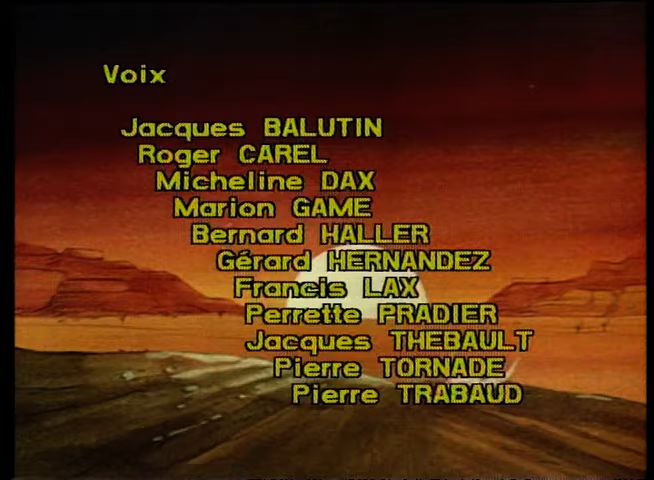 Voix
Jacques BALUTIN
Roger CAREL
Micheline DAX
Marion GAME
Bernard HALLER
Gérard HERNANDEZ
Francis LAX
Perrette PRADIER
Jacques THEBAULT
Pierre TORNADE
Pierre TRABAUD